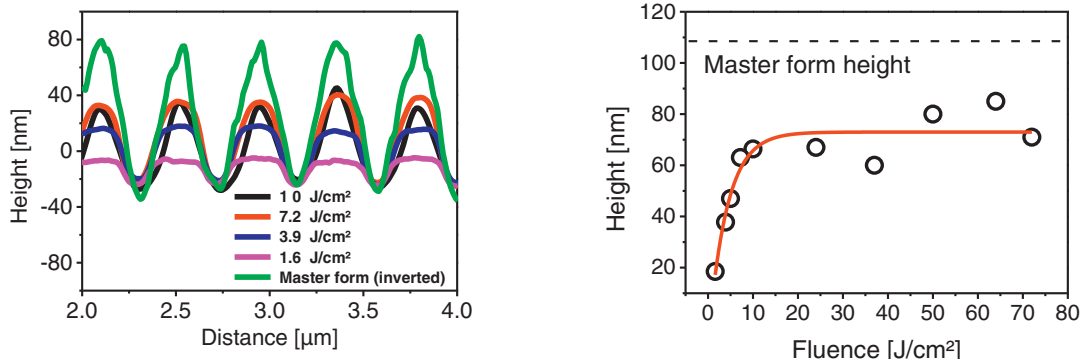 Height [nm]
80
40
0
-40
-80
2.0
2.5
3.0
3.5
4.0
Distance [µm]
1 0 J/cm²
7.2 J/cm²
3.9 J/cm²
1.6 J/cm²
Master form (inverted)
Height [nm]
120
100
80
60
40
20
0
10
20
30
40
50
60
70
80
Fluence [J/cm²]
Master form height